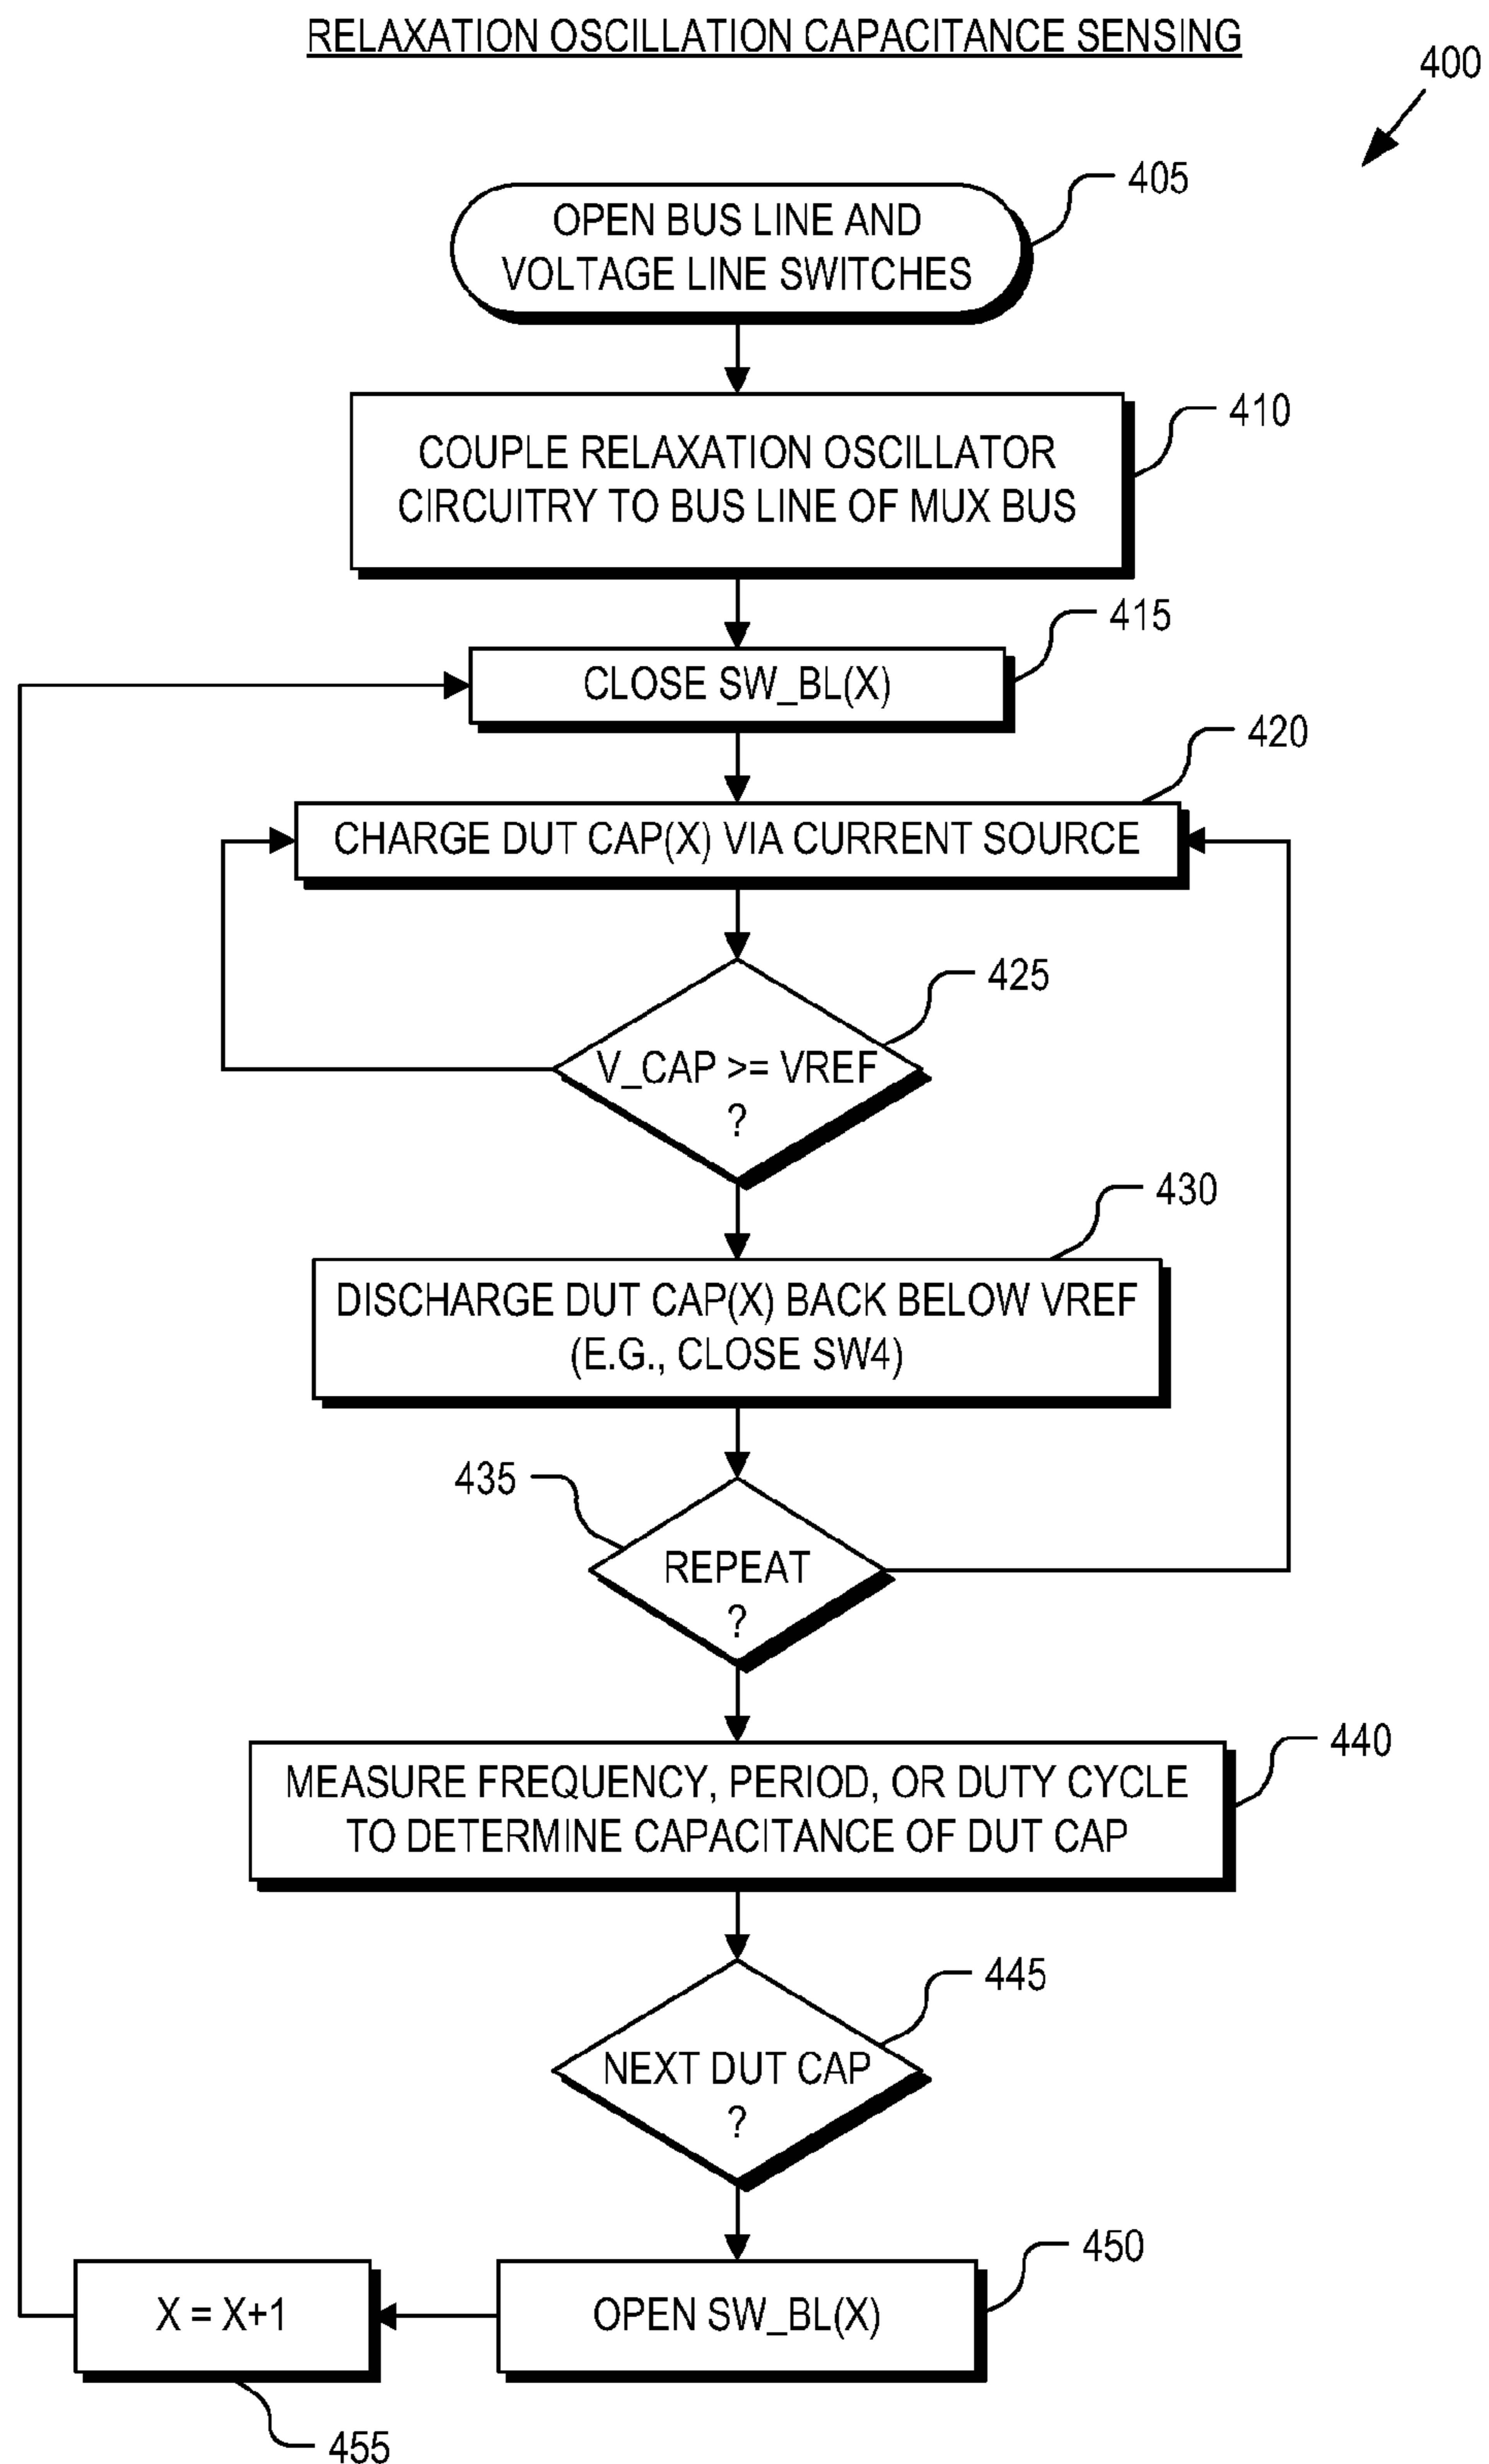 RELAXATION OSCILLATION CAPACITANCE SENSING
400
405
OPEN BUS LINE AND
VOLTAGE LINE SWITCHES
410
COUPLE RELAXATION OSCILLATOR
CIRCUITRY TO BUS LINE OF MUX BUS
415
CLOSE SW_BL(X)
420
CHARGE DUT CAP(X) VIA CURRENT SOURCE
425
V_CAP >= VREF
?
430
DISCHARGE DUT CAP(X) BACK BELOW VREF
(E.G., CLOSE SW4)
435
REPEAT
?
440
MEASURE FREQUENCY, PERIOD, OR DUTY CYCLE
TO DETERMINE CAPACITANCE OF DUT CAP
445
NEXT DUT CAP
?
450
OPEN SW_BL(X)
X = X+1
455